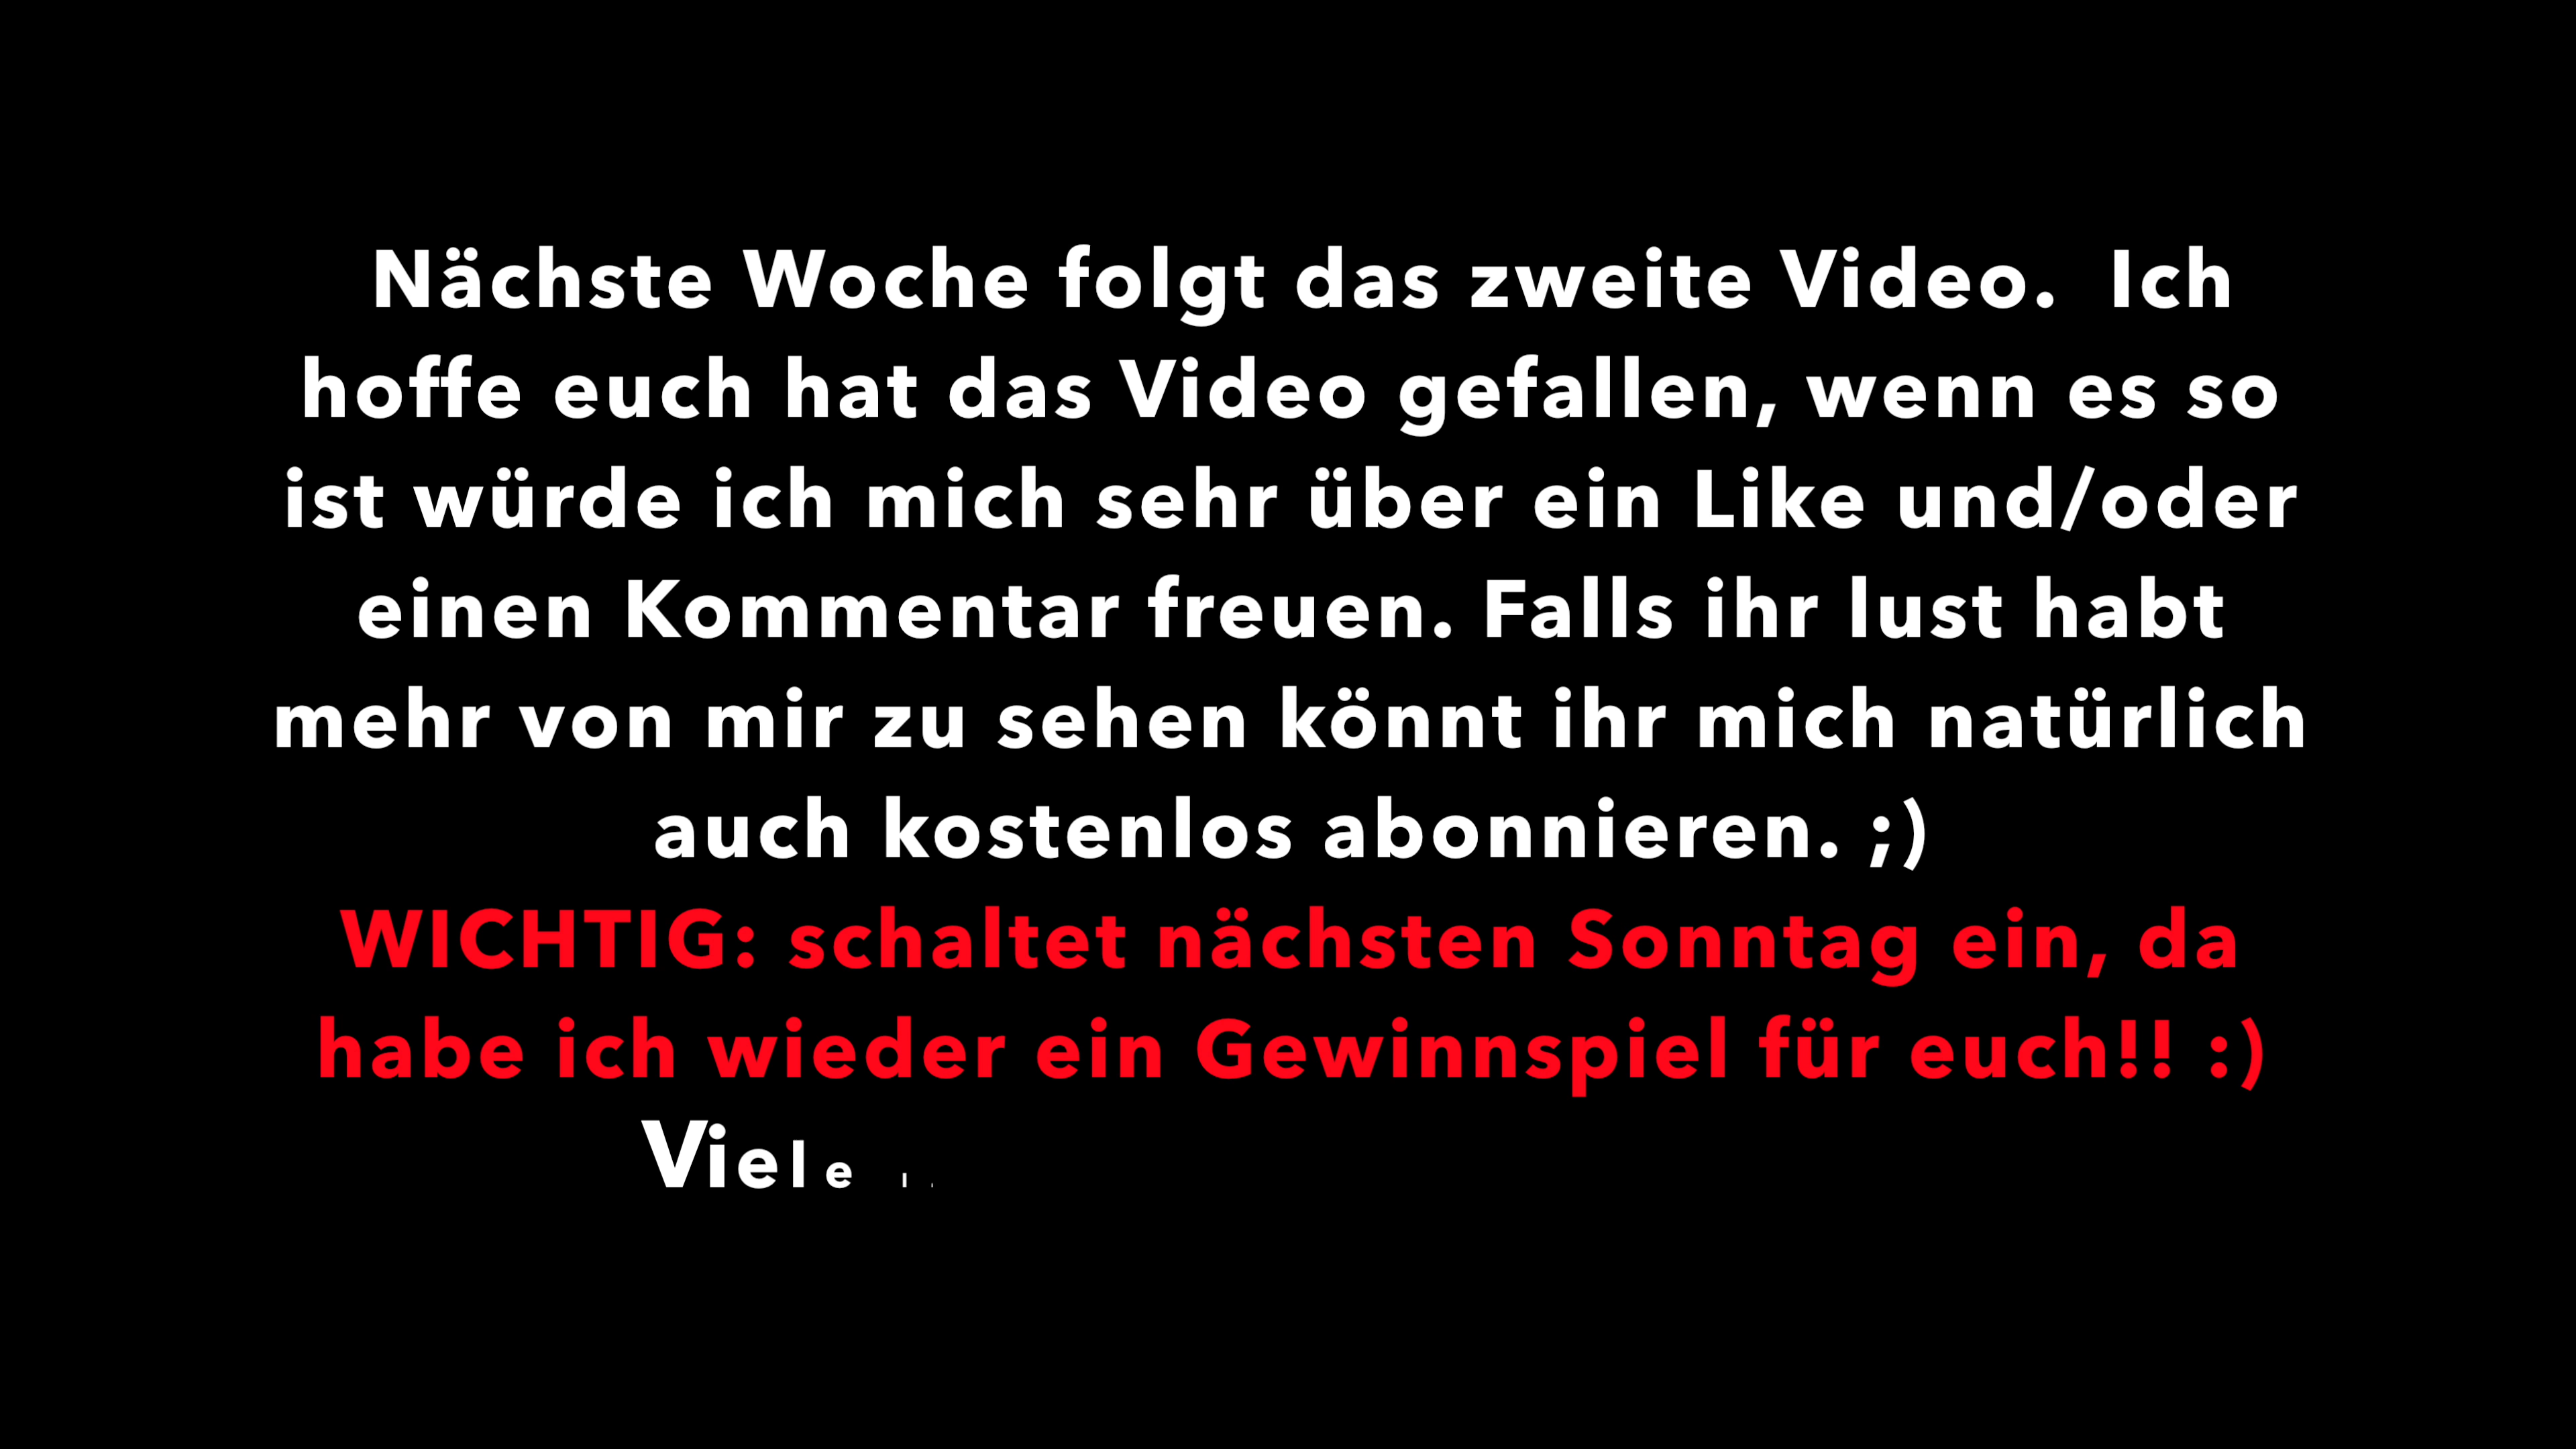 Nächste Woche folgt das zweite Video.  Ich
hoffe euch hat das Video gefallen, wenn es so
ist würde ich mich sehr über ein Like und/oder
einen Kommentar freuen. Falls ihr lust habt
mehr von mir zu sehen könnt ihr mich natürlich
auch kostenlos abonnieren. ;)
WICHTIG: schaltet nächsten Sonntag ein, da
habe ich wieder ein Gewinnspiel für euch!! :)
Viele